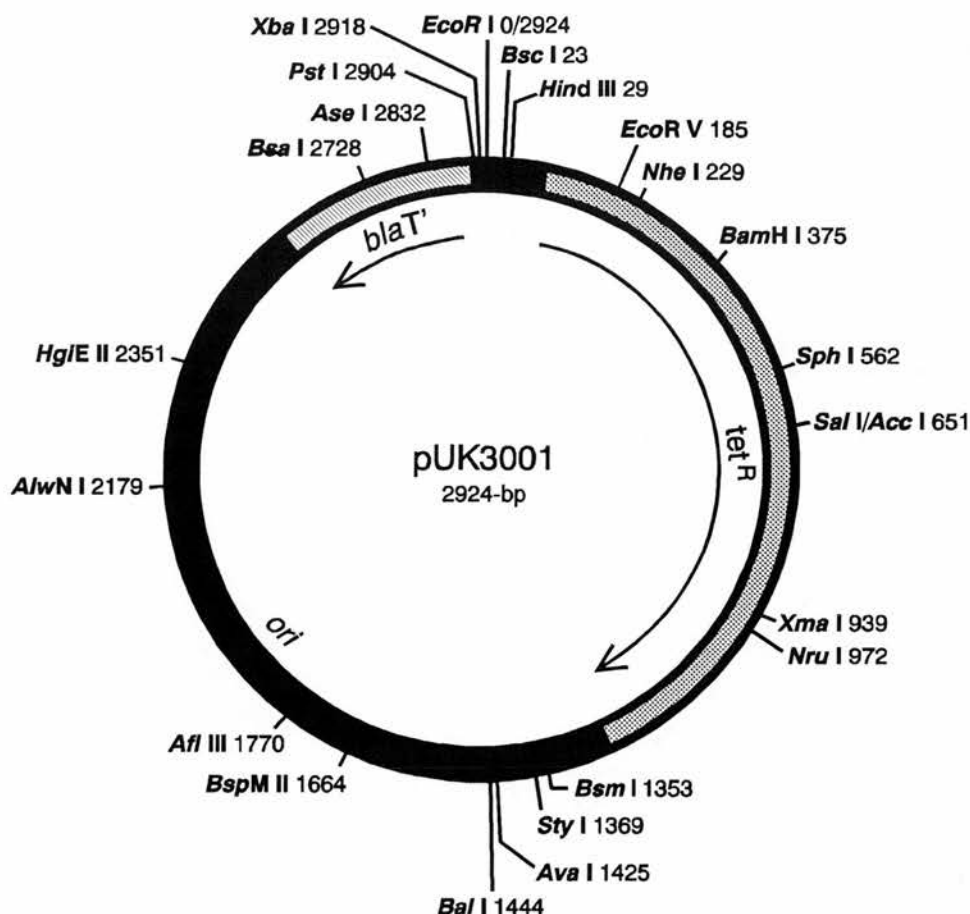 Xba I 2918
EcoR I 0/2924
Bsc I 23
Pst I 2904
Hind III 29
Ase I 2832
EcoR V 185
Bsa I 2728
Nhe I 229
blaT'
BamH I 375
HgiE II 2351
Sph I 562
Sal I/Acc I 651
tet R
pUK3001
2924-bp
AlwN I 2179
Xma I 939
ori
Nru I 972
Afl III 1770
BspM II 1664
Bsm I 1353
Sty I 1369
Ava I 1425
Bal I 1444